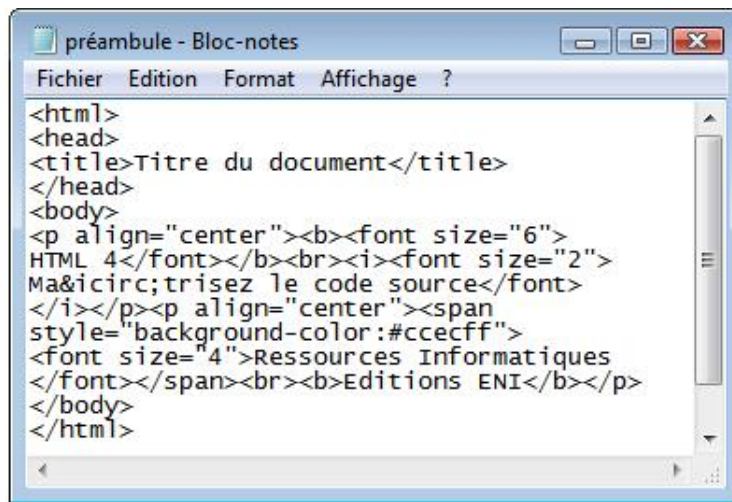 préambule - Bloc-notes
Fichier Edition Format Affichage ?
<html>
<head>
<title>Titre du document</title>
</head>
<body>
<p align="center"><b><font size="6">
HTML 4</font></b><br><i><font size="2">
Ma&icirc;trisez le code source</font>
</i></p><p align="center"><span
style="background-color:#ccecff">
<font size="4">Ressources Informatiques
</font></span><br><b>Editions ENI</b></p>
</body>
</html>